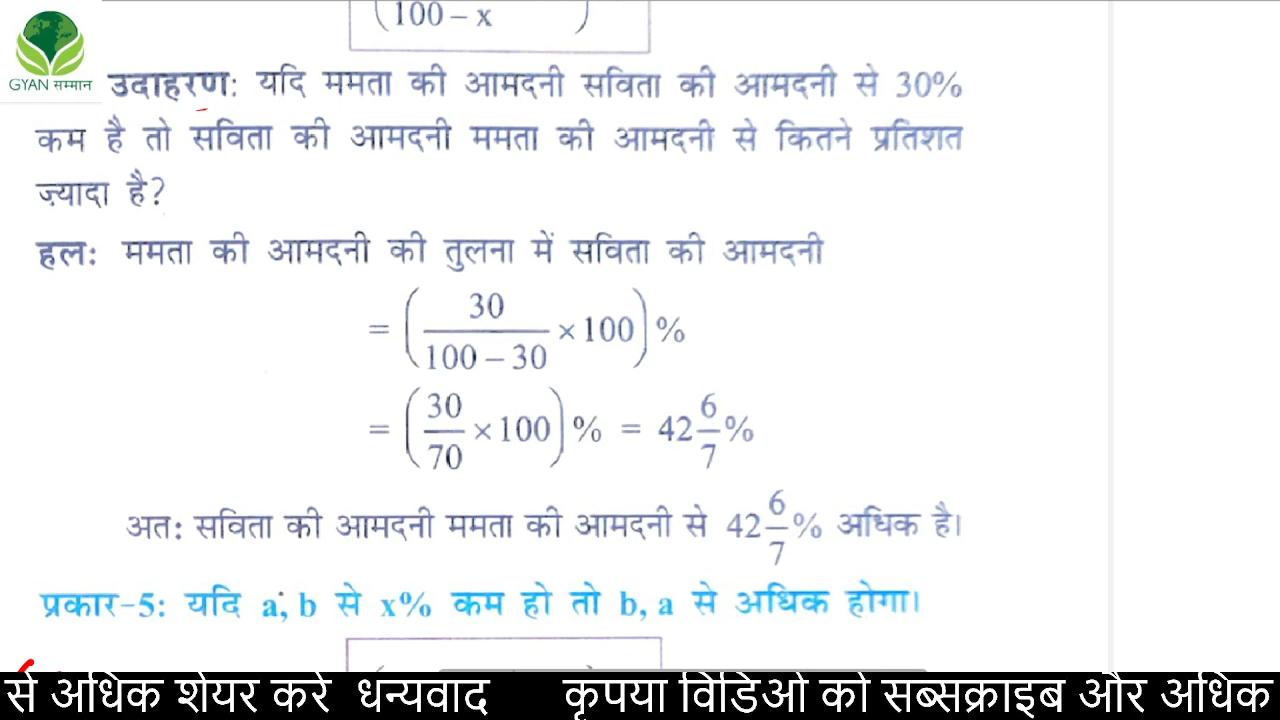 (100 – x )
GYAN सम्मान
उदाहरण: यदि ममता की आमदनी सविता की आमदनी से 30%
कम है तो सविता की आमदनी ममता की आमदनी से कितने प्रतिशत
ज़्यादा है?
हल: ममता की आमदनी की तुलना में सविता की आमदनी
= (30/(100 – 30) × 100) %
= (30/70 × 100) % = 42 6/7 %
अत: सविता की आमदनी ममता की आमदनी से 42 6/7 % अधिक है।
प्रकार-5: यदि a, b से x% कम हो तो b, a से अधिक होगा।
से अधिक शेयर करे धन्यवाद कृपया विडिओ को सब्सक्राइब और अधिक